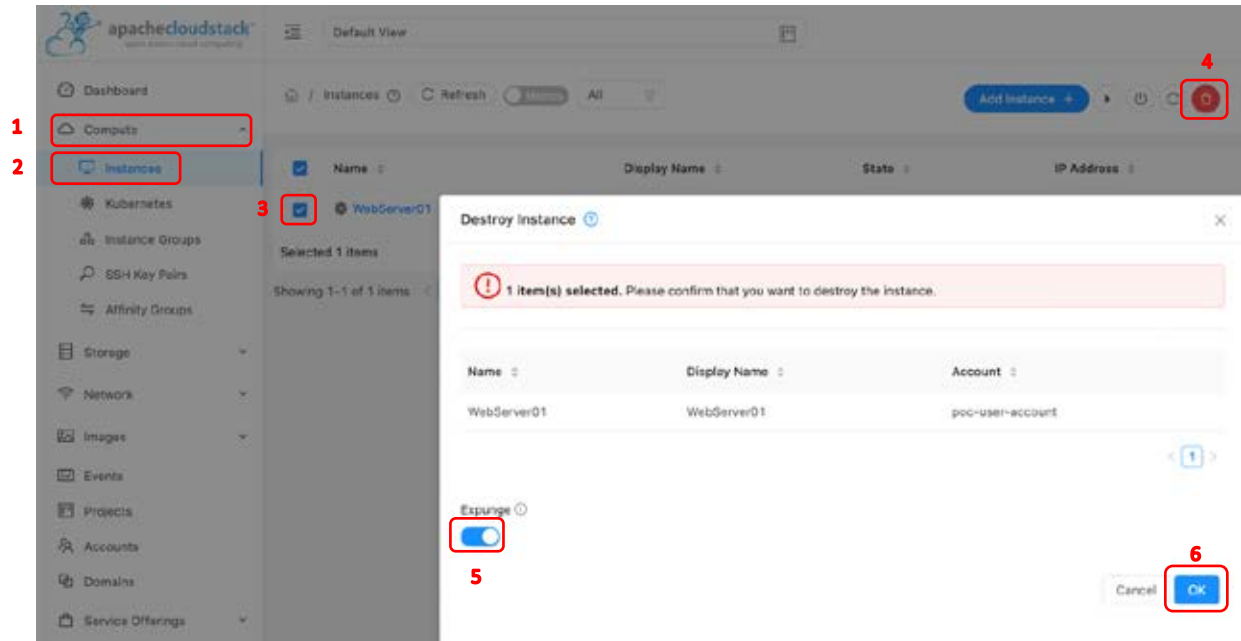 apachecloudstack™
open source cloud computing
Default View
4
Dashboard
/ Instances Refresh Metrics All
Add Instance +
1
Compute
2
Instances
Name Display Name State IP Address
3
Kubernetes
WebServer01
Instance Groups
Selected 1 items
SSH Key Pairs
Showing 1-1 of 1 items <
Affinity Groups
Storage
Network
Images
Events
Projects
Accounts
Domains
Service Offerings
Destroy Instance
1 item(s) selected. Please confirm that you want to destroy the instance.
Name Display Name Account
WebServer01 WebServer01 poc-user-account
< 1 >
Expunge
5
6
Cancel OK